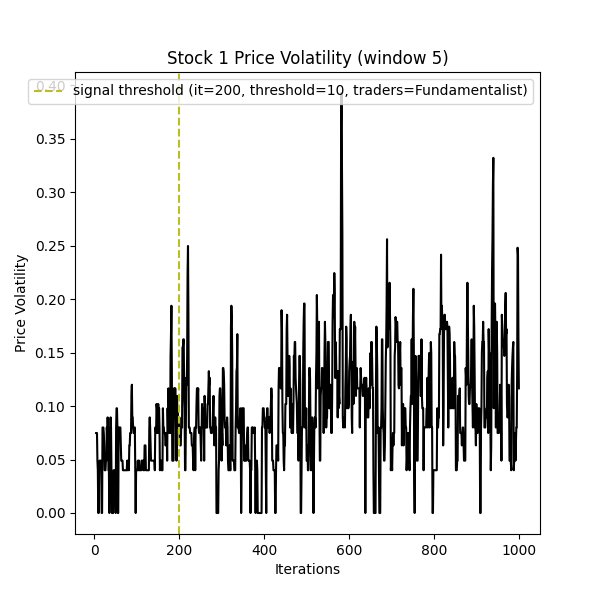 Stock 1 Price Volatility (window 5)
0.40
signal threshold (it=200, threshold=10, traders=Fundamentalist)
0.35
0.30
0.25
0.20
0.15
0.10
0.05
0.00
Price Volatility
0 200 400 600 800 1000
Iterations